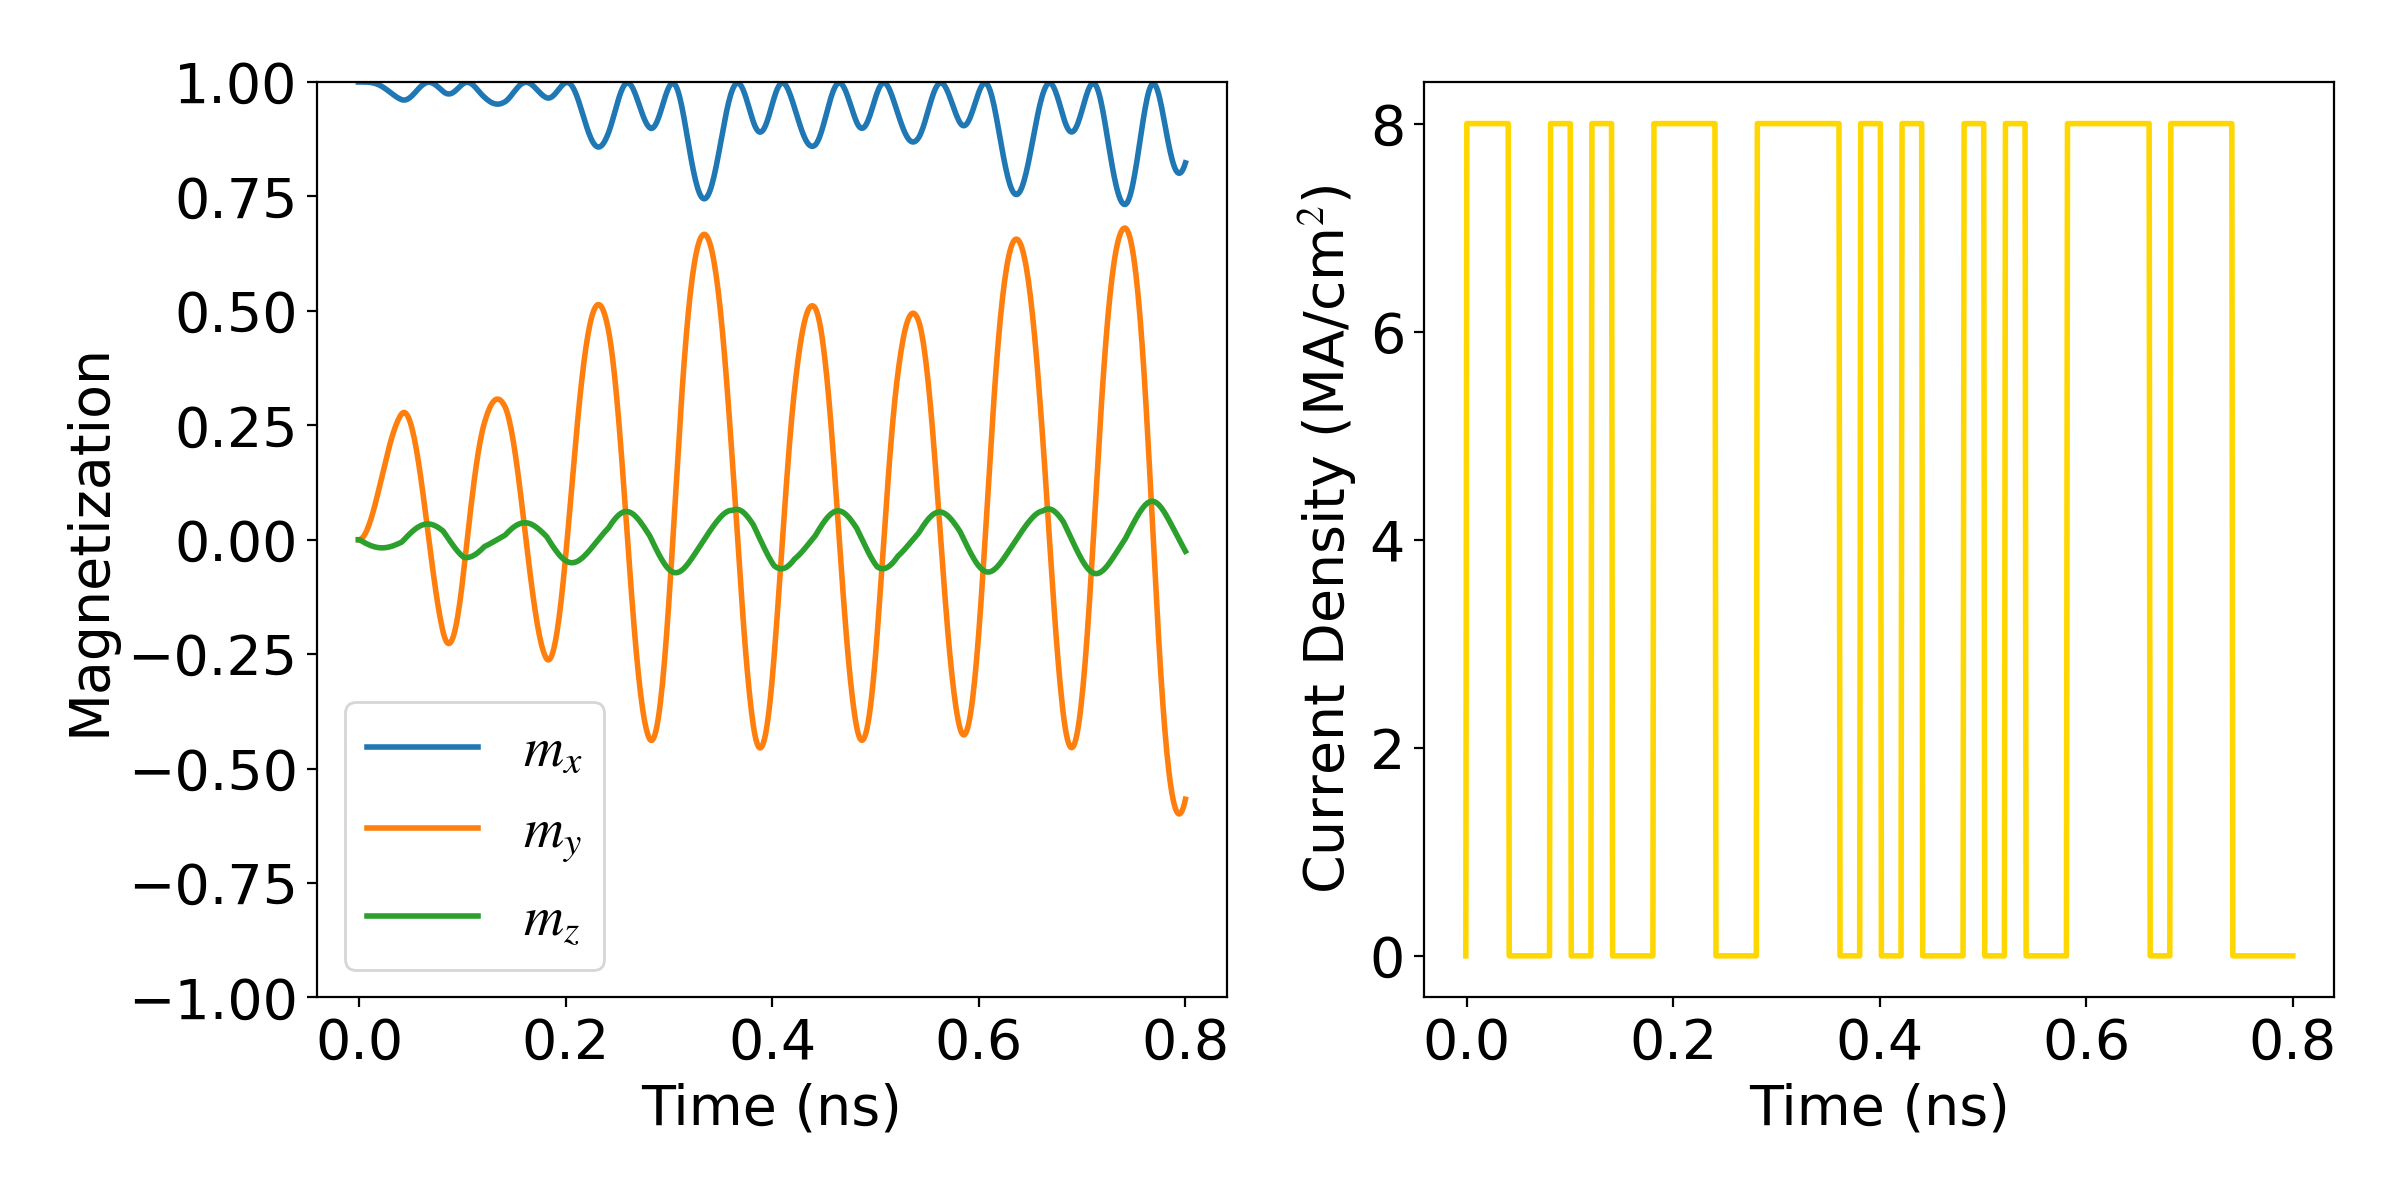 Magnetization
1.00
0.75
0.50
0.25
0.00
−0.25
−0.50
−0.75
−1.00
m_x
m_y
m_z
0.0 0.2 0.4 0.6 0.8
Time (ns)
Current Density (MA/cm²)
8
6
4
2
0
0.0 0.2 0.4 0.6 0.8
Time (ns)